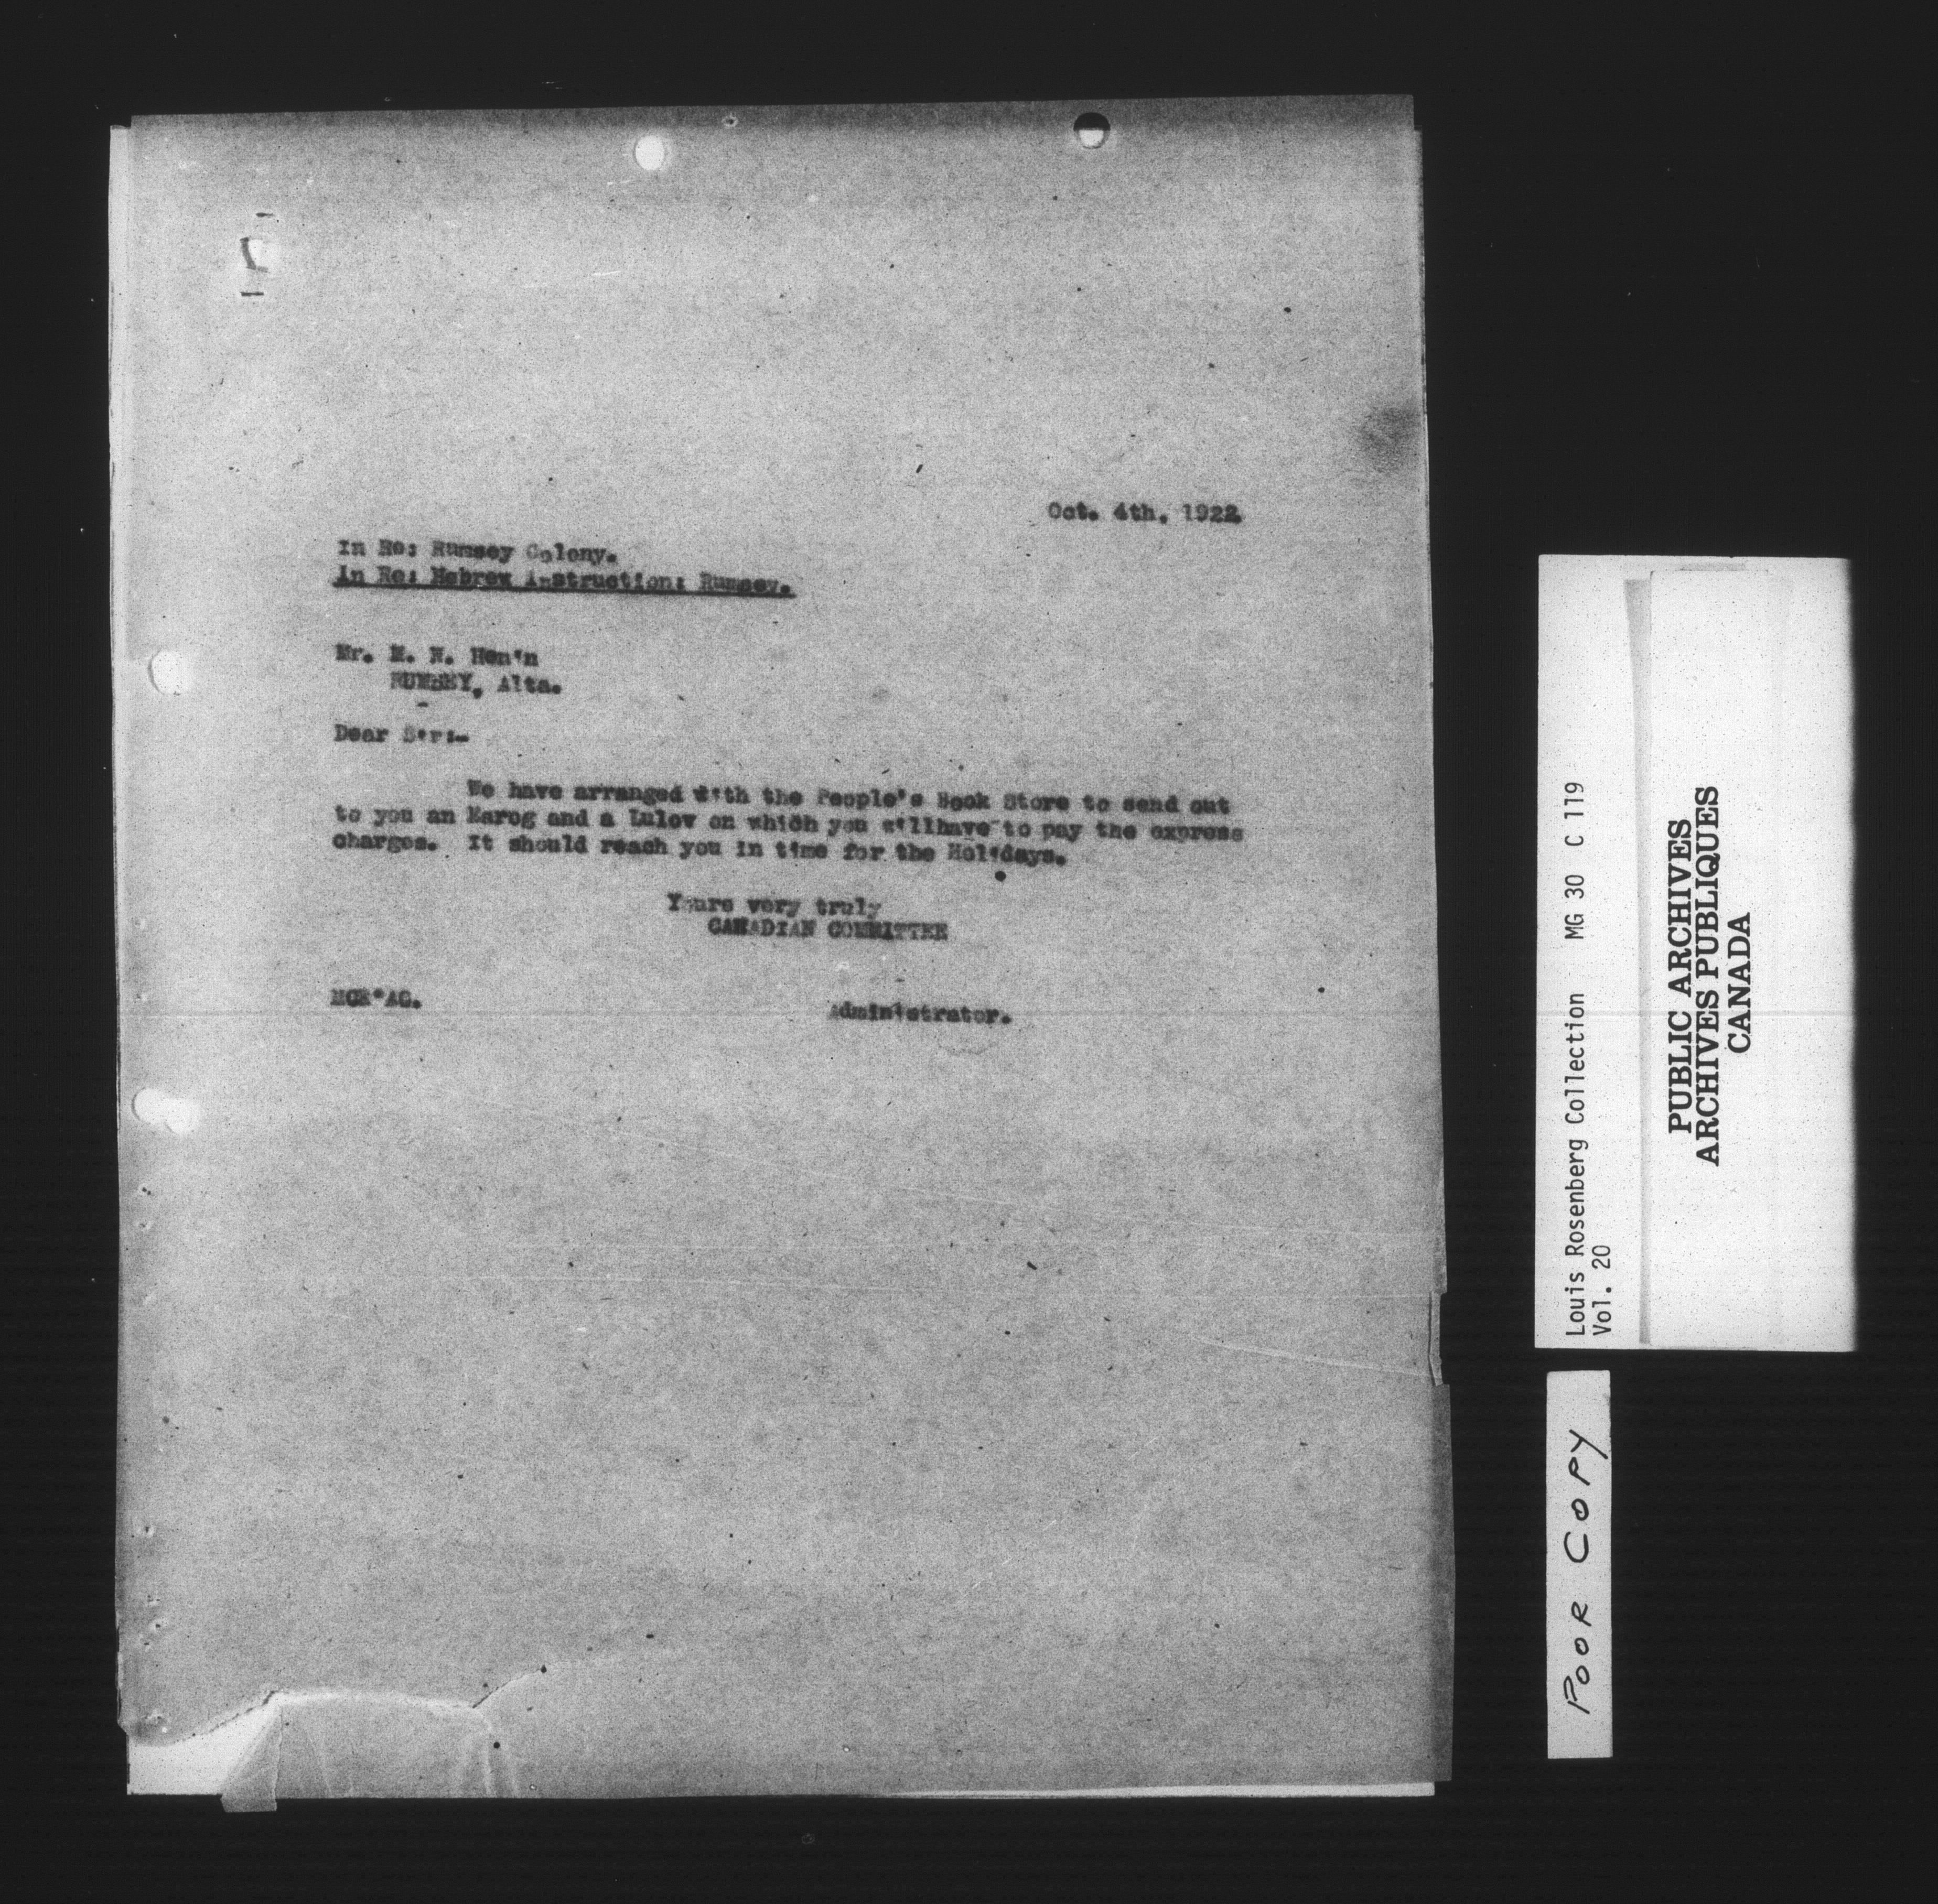 Oct. 4th, 1922
In Re: Rumsey Colony.
In Re: Hebrew Instruction: Rumsey.
Mr.
RUMSEY, Alta.
Dear Sir:-
We have arranged with the People's Book Store to send out
to you an Esrog and a Lulov on which you willhave to pay the express
charges. It should reach you in time for the Holidays.
Yours very truly
CANADIAN COMMITTEE
Administrator.
Louis Rosenberg Collection MG 30 C 119
Vol. 20
PUBLIC ARCHIVES
ARCHIVES PUBLIQUES
CANADA
POOR COPY